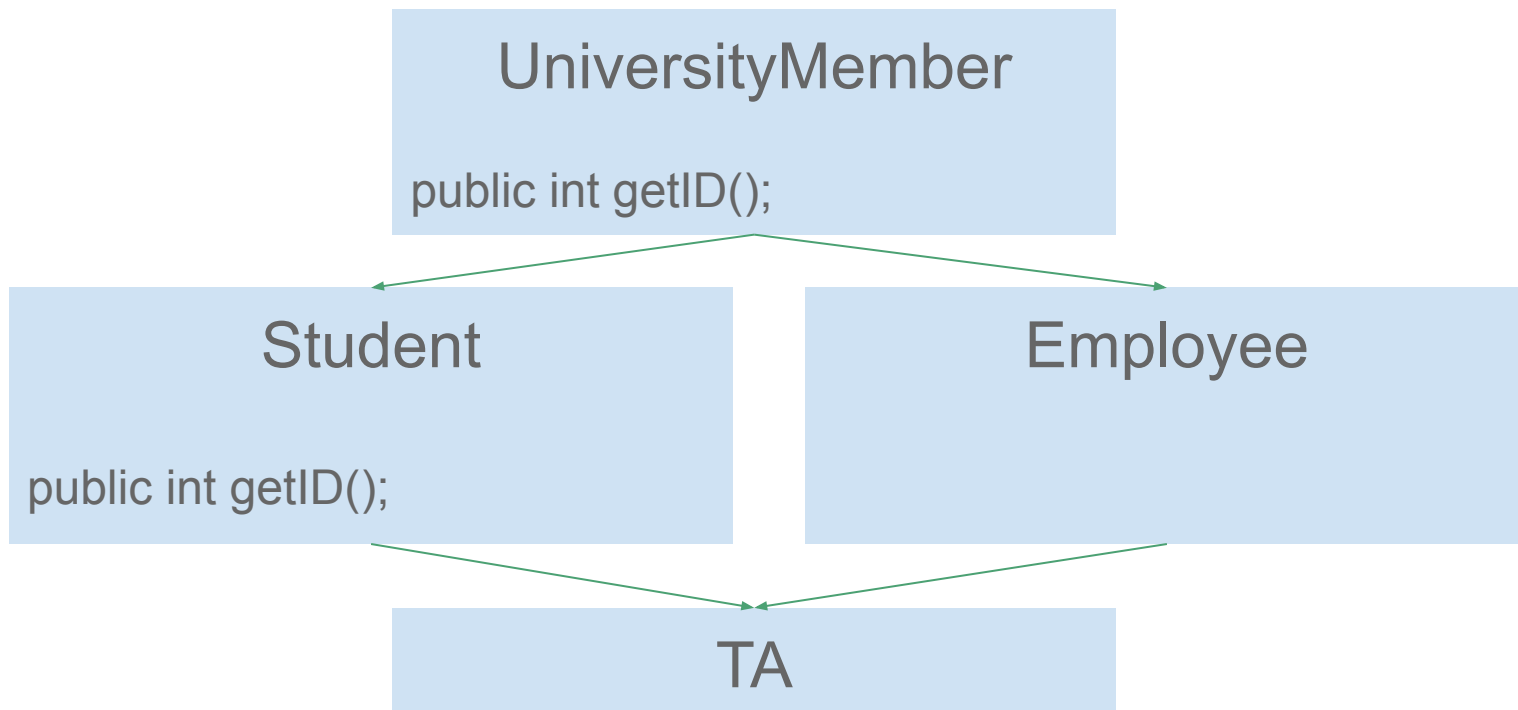 UniversityMember
public int getID();
Student
public int getID();
Employee
TA